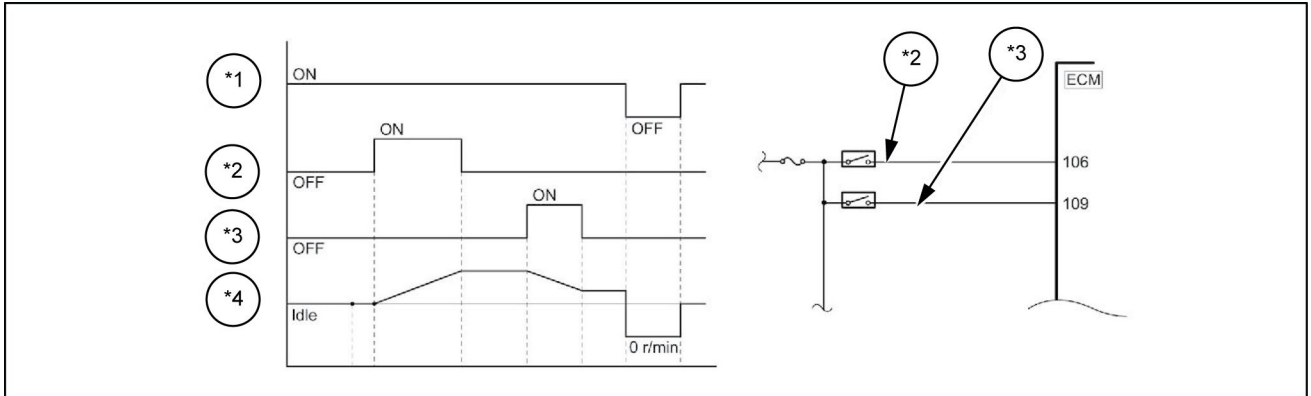 *1
ON
OFF
*2
ON
OFF
*3
ON
OFF
*4
Idle
0 r/min
*2
*3
ECM
106
109